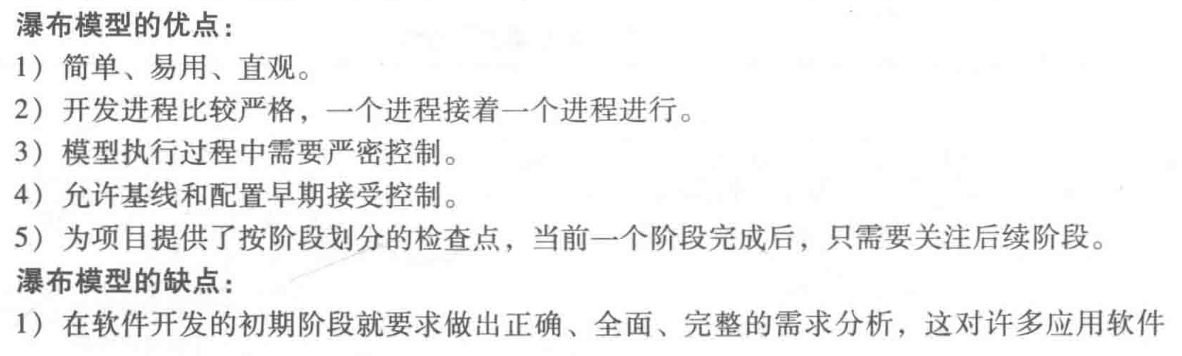 瀑布模型的优点：
1）简单、易用、直观。
2）开发进程比较严格，一个进程接着一个进程进行。
3）模型执行过程中需要严密控制。
4）允许基线和配置早期接受控制。
5）为项目提供了按阶段划分的检查点，当前一个阶段完成后，只需要关注后续阶段。
瀑布模型的缺点：
1）在软件开发的初期阶段就要求做出正确、全面、完整的需求分析，这对许多应用软件